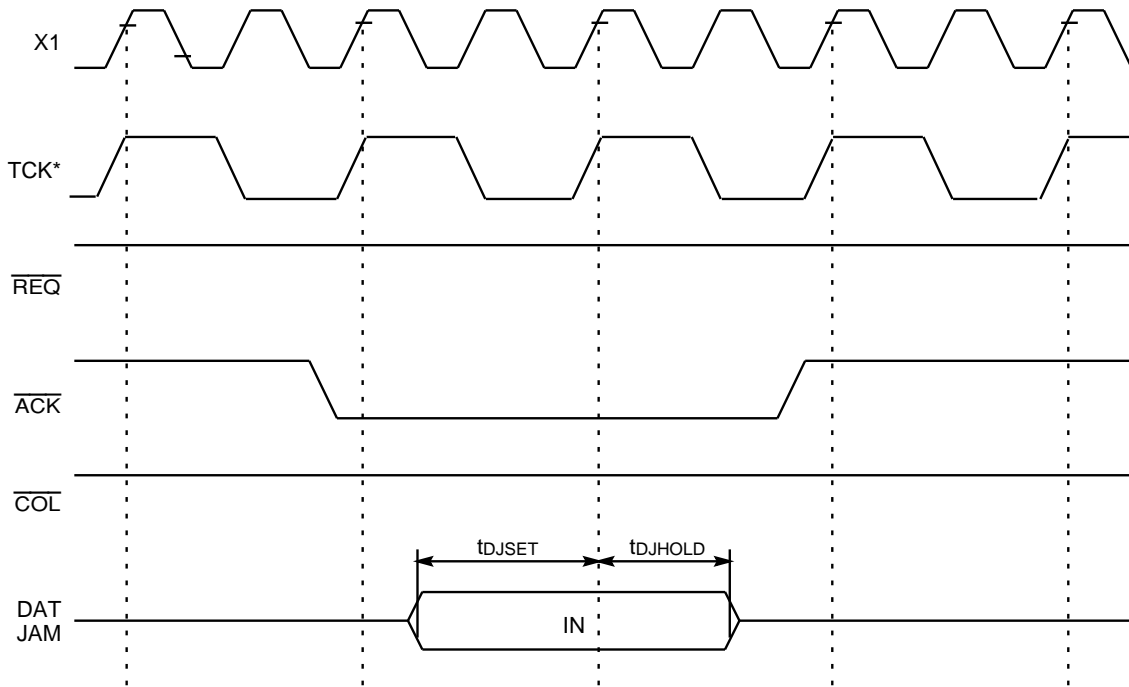 X1
TCK*
REQ
ACK
COL
tDJSET
tDJHOLD
DAT
JAM
IN